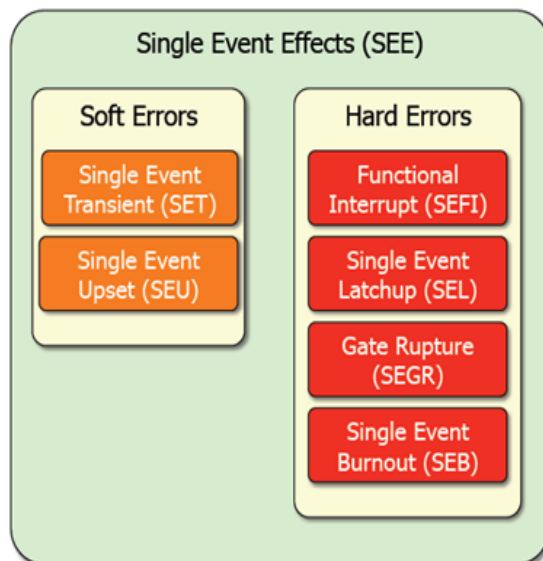 Single Event Effects (SEE)
Soft Errors
Single Event
Transient (SET)
Single Event
Upset (SEU)
Hard Errors
Functional
Interrupt (SEFI)
Single Event
Latchup (SEL)
Gate Rupture
(SEGR)
Single Event
Burnout (SEB)